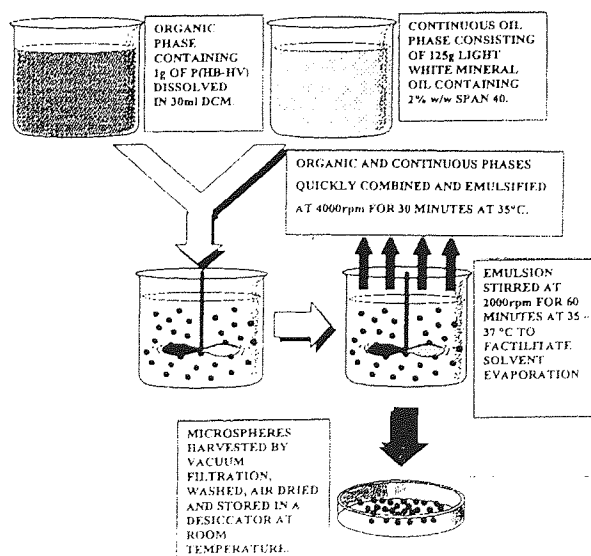 ORGANIC
PHASE
CONTAINING
1g OF P(HB-HV)
DISSOLVED
IN 30ml DCM.
CONTINUOUS OIL
PHASE CONSISTING
OF 125g LIGHT
WHITE MINERAL
OIL CONTAINING
2% w/w SPAN 40.
ORGANIC AND CONTINUOUS PHASES
QUICKLY COMBINED AND EMULSIFIED
AT 4000rpm FOR 30 MINUTES AT 35°C.
EMULSION
STIRRED AT
2000rpm FOR 60
MINUTES AT 35 -
37 °C TO
FACTILITATE
SOLVENT
EVAPORATION
MICROSPHERES
HARVESTED BY
VACUUM
FILTRATION,
WASHED, AIR DRIED
AND STORED IN A
DESICCATOR AT
ROOM
TEMPERATURE.